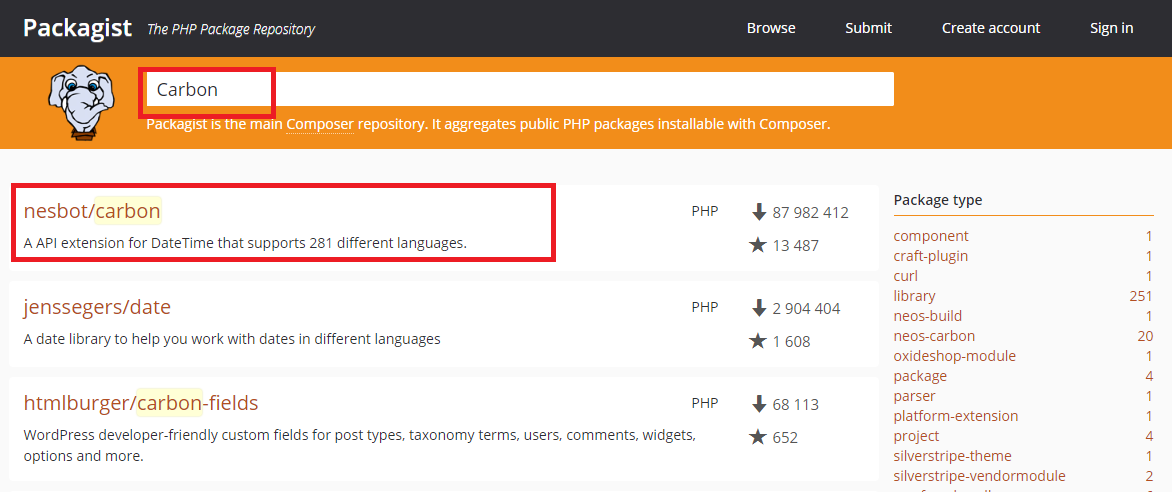 Packagist The PHP Package Repository Browse Submit Create account Sign in
Carbon
Packagist is the main Composer repository. It aggregates public PHP packages installable with Composer.
nesbot/carbon
A API extension for DateTime that supports 281 different languages.
PHP
87 982 412
13 487
jenssegers/date
A date library to help you work with dates in different languages
PHP
2 904 404
1 608
htmlburger/carbon-fields
WordPress developer-friendly custom fields for post types, taxonomy terms, users, comments, widgets,
options and more.
PHP
68 113
652
Package type
component 1
craft-plugin 1
curl 1
library 251
neos-build 1
neos-carbon 20
oxideshop-module 1
package 4
parser 1
platform-extension 1
project 4
silverstripe-theme 1
silverstripe-vendormodule 2